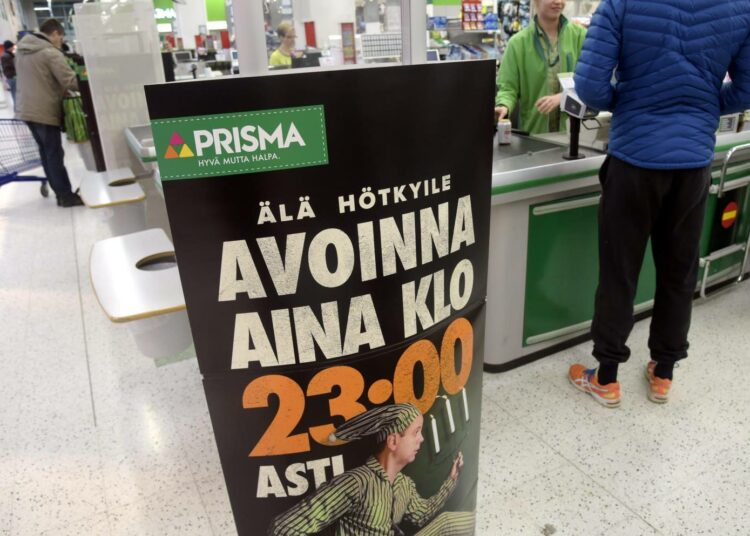 PRISMA
HYVÄ MUTTA HALPA.
ÄLÄ HÖTKYILE
AVOINNA
AINA KLO
23.00
ASTI